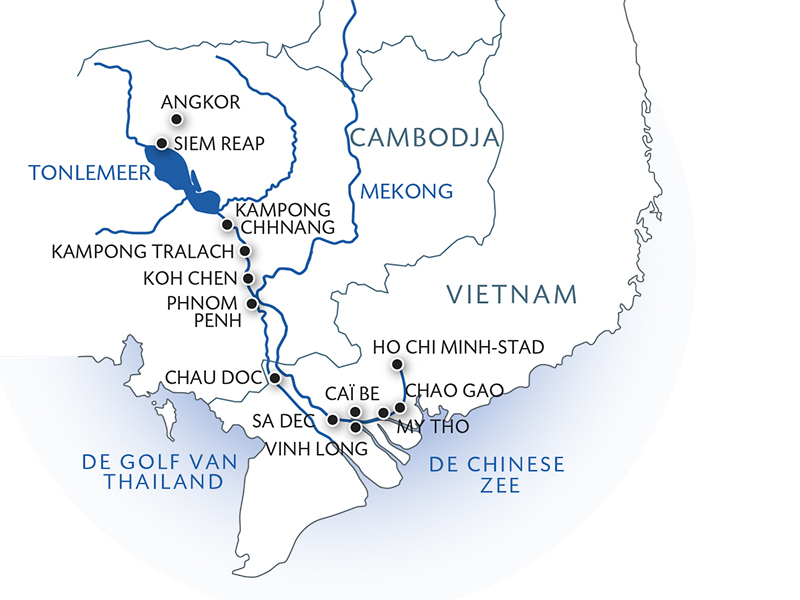 ANGKOR
CAMBODJA
SIEM REAP
TONLEMEER
MEKONG
KAMPONG
CHHNANG
KAMPONG TRALACH
KOH CHEN
PHNOM
PENH
VIETNAM
HO CHI MINH-STAD
CHAU DOC
CAÏ BE
CHAO GAO
SA DEC
MY THO
VINH LONG
DE GOLF VAN
THAILAND
DE CHINESE
ZEE